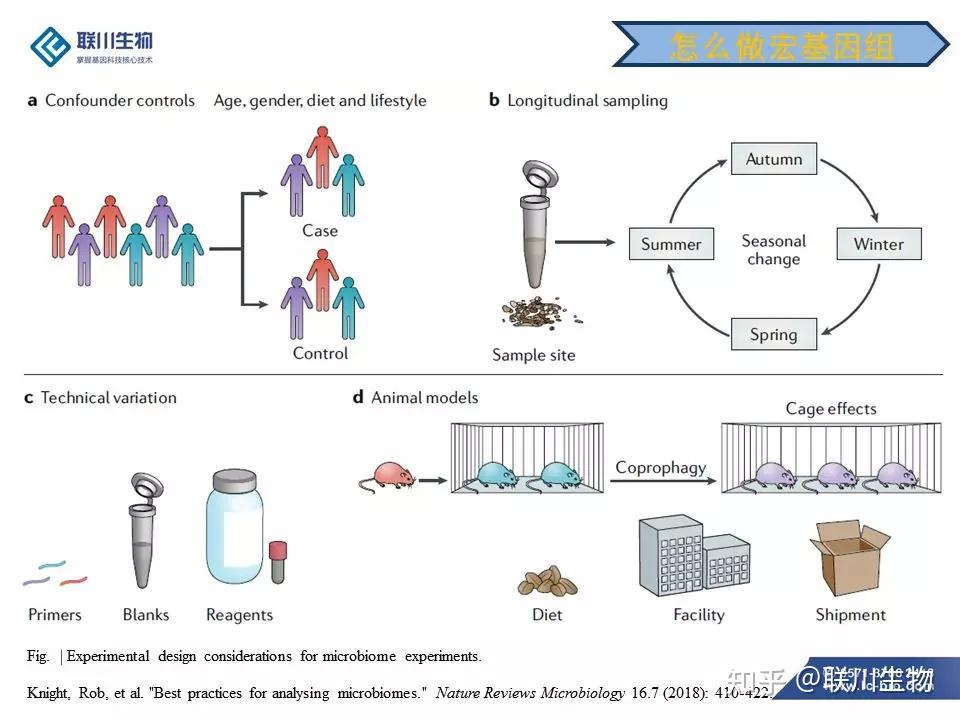 联川生物
掌握基因科技核心技术
怎么做宏基因组
a Confounder controls Age, gender, diet and lifestyle
Case
Control
b Longitudinal sampling
Sample site
Autumn
Summer
Seasonal
change
Winter
Spring
c Technical variation
Primers
Blanks
Reagents
d Animal models
Cage effects
Coprophagy
Diet
Facility
Shipment
Fig. | Experimental design considerations for microbiome experiments.
Knight, Rob, et al. "Best practices for analysing microbiomes." Nature Reviews Microbiology 16.7 (2018): 410-422.
知乎 @联川生物